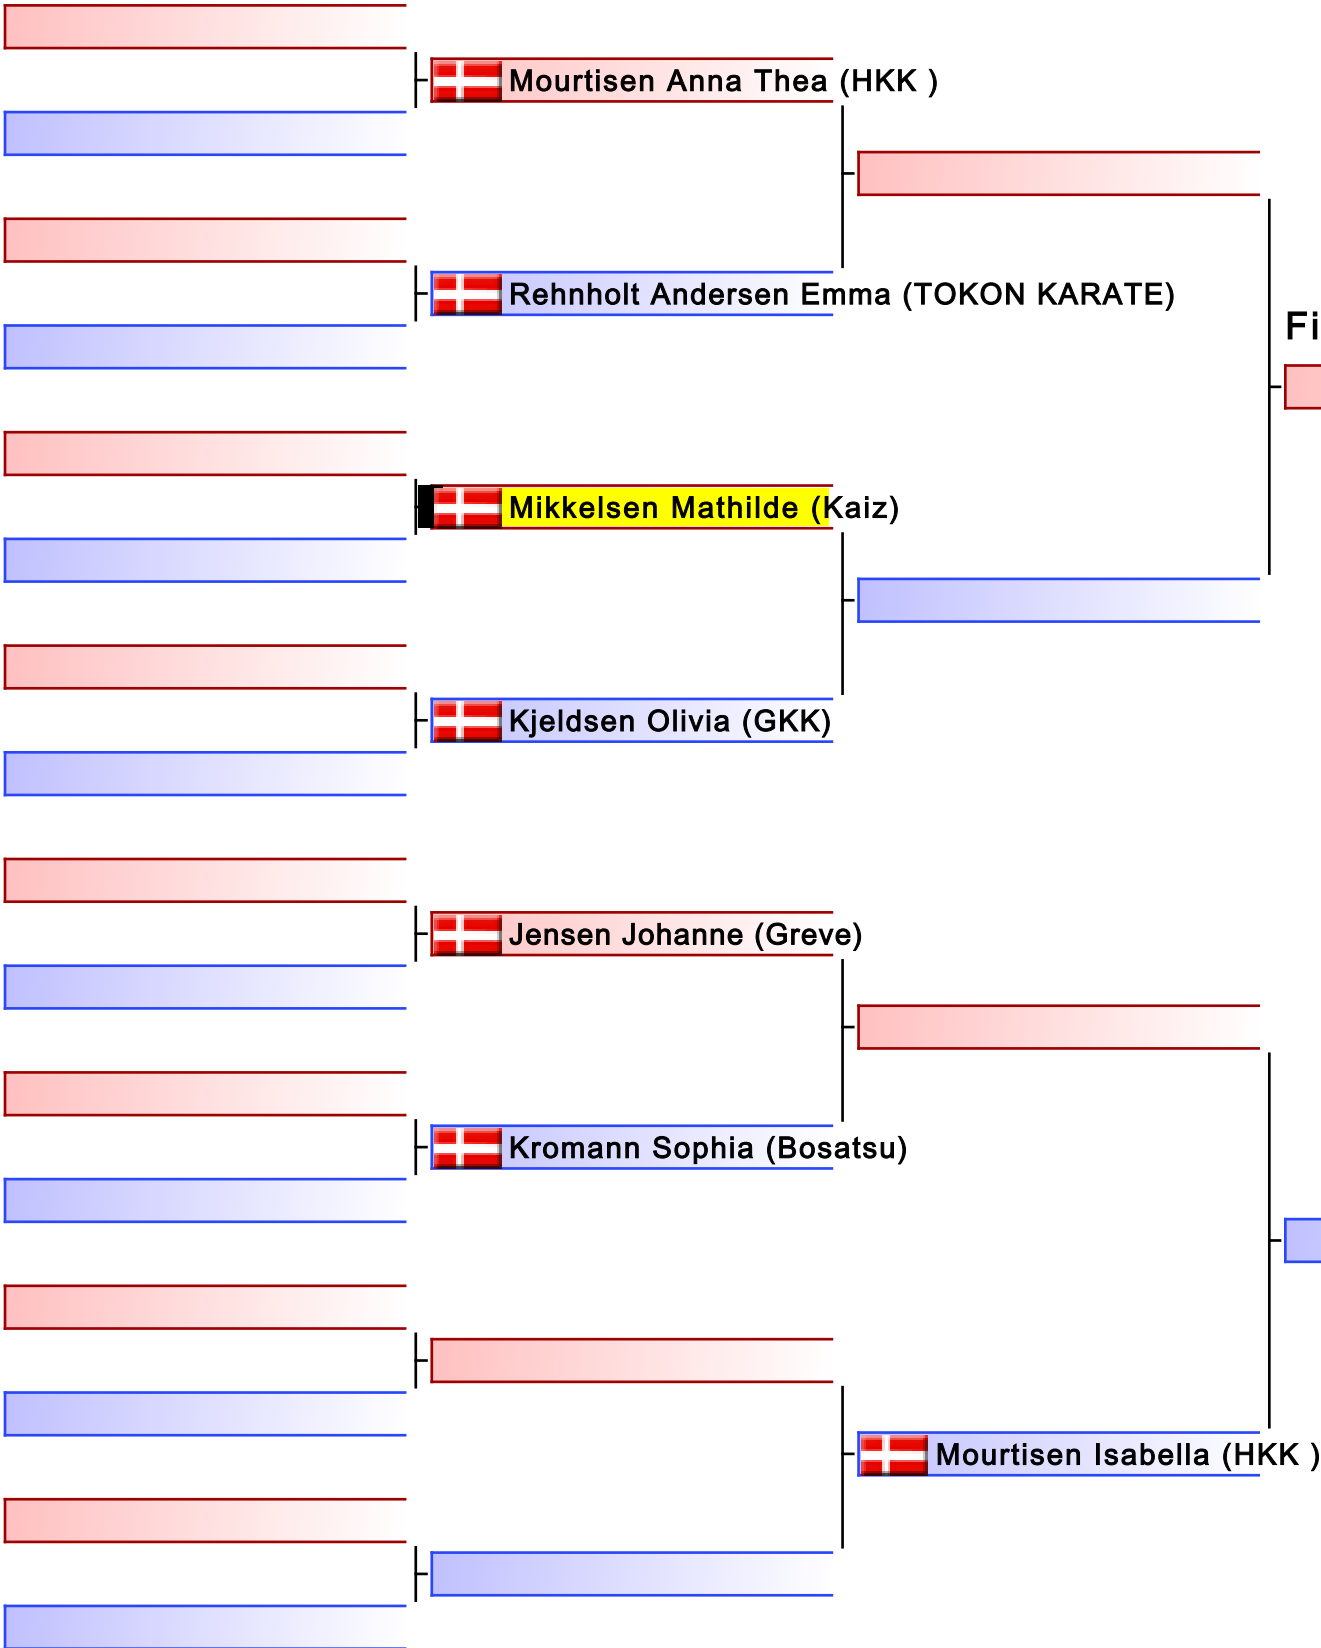 Mourtisen Anna Thea (HKK )
Rehnholt Andersen Emma (TOKON KARATE)
Fi
Mikkelsen Mathilde (Kaiz)
Kjeldsen Olivia (GKK)
Jensen Johanne (Greve)
Kromann Sophia (Bosatsu)
Mourtisen Isabella (HKK )